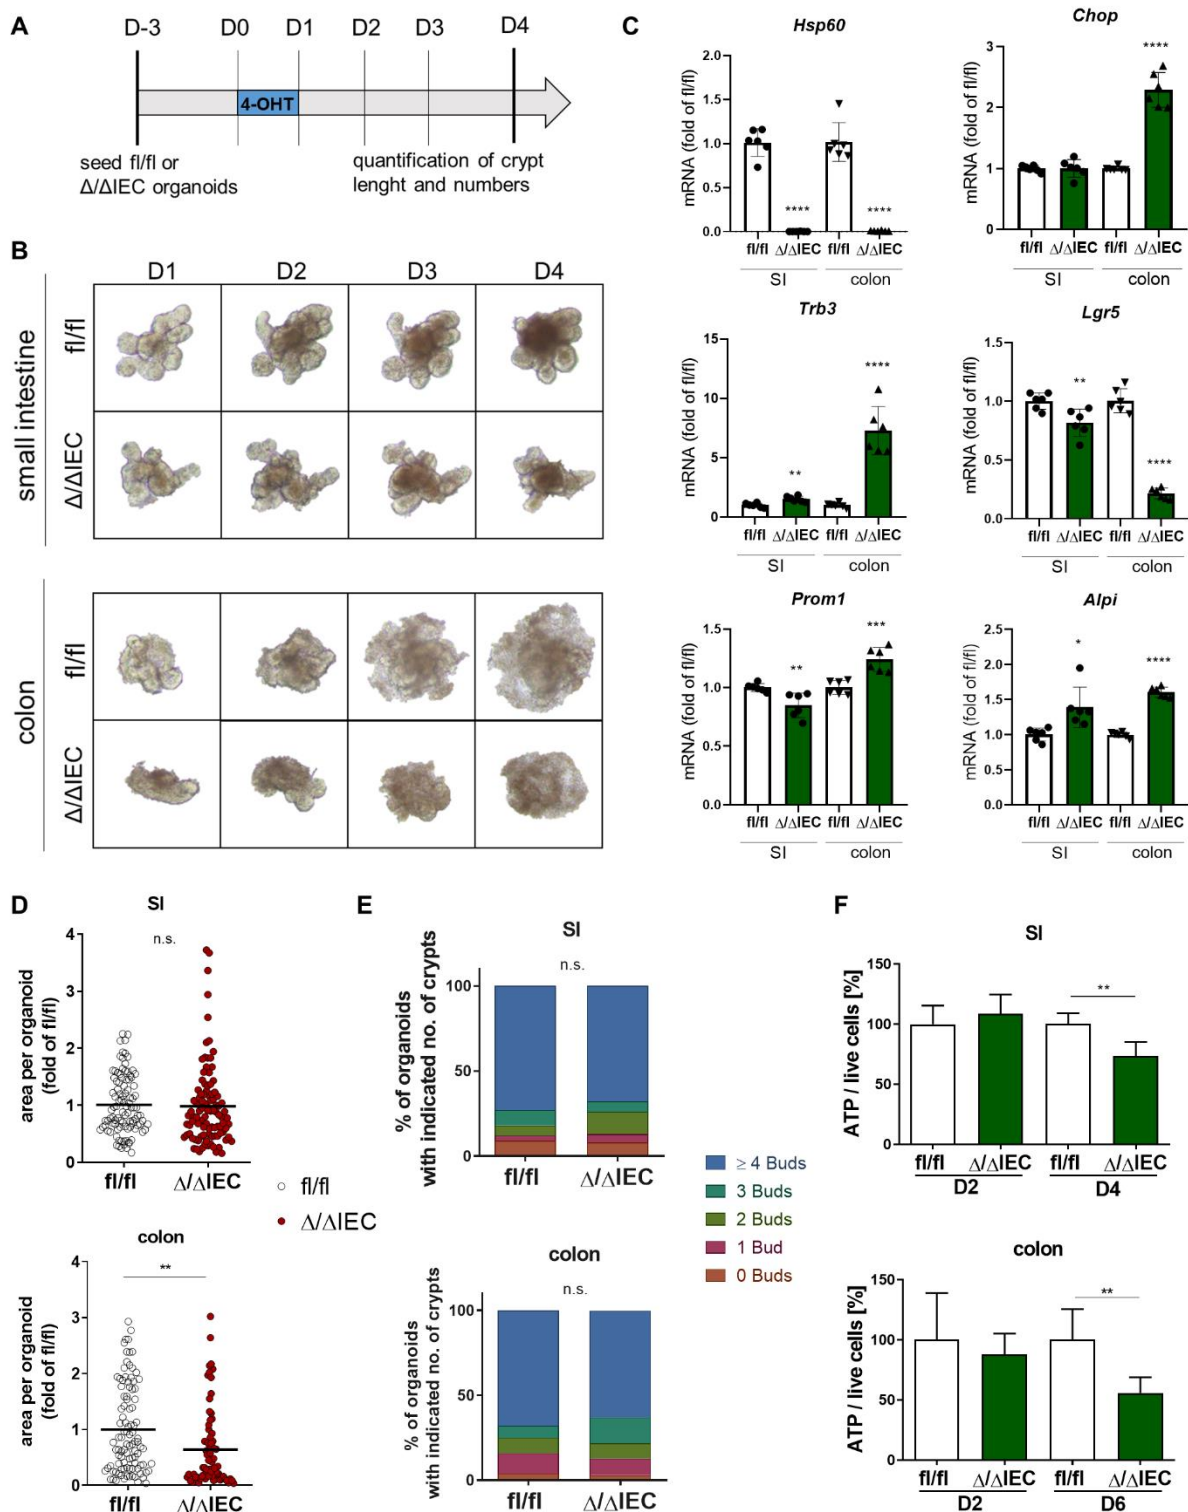 A
D-3
D0
D1
D2
D3
D4
4-OHT
seed fl/fl or
Δ/ΔIEC organoids
quantification of crypt
lenght and numbers
B
D1
D2
D3
D4
small intestine
fl/fl
Δ/ΔIEC
colon
fl/fl
Δ/ΔIEC
C
Hsp60
mRNA (fold of fl/fl)
2.0
1.5
1.0
0.5
0.0
****
****
fl/fl Δ/ΔIEC fl/fl Δ/ΔIEC
SI
colon
Chop
mRNA (fold of fl/fl)
3
2
1
0
****
fl/fl Δ/ΔIEC fl/fl Δ/ΔIEC
SI
colon
Trb3
mRNA (fold of fl/fl)
15
10
5
0
**
****
fl/fl Δ/ΔIEC fl/fl Δ/ΔIEC
SI
colon
Lgr5
mRNA (fold of fl/fl)
1.5
1.0
0.5
0.0
**
****
fl/fl Δ/ΔIEC fl/fl Δ/ΔIEC
SI
colon
Prom1
mRNA (fold of fl/fl)
1.5
1.0
0.5
0.0
**
***
fl/fl Δ/ΔIEC fl/fl Δ/ΔIEC
SI
colon
Alpi
mRNA (fold of fl/fl)
2.5
2.0
1.5
1.0
0.5
0.0
*
****
fl/fl Δ/ΔIEC fl/fl Δ/ΔIEC
SI
colon
D
SI
n.s.
area per organoid
(fold of fl/fl)
4
3
2
1
0
fl/fl
Δ/ΔIEC
fl/fl
Δ/ΔIEC
colon
**
area per organoid
(fold of fl/fl)
4
3
2
1
0
fl/fl
Δ/ΔIEC
E
SI
n.s.
% of organoids
with indicated no. of crypts
100
50
0
fl/fl
Δ/ΔIEC
≥ 4 Buds
3 Buds
2 Buds
1 Bud
0 Buds
colon
n.s.
% of organoids
with indicated no. of crypts
100
50
0
fl/fl
Δ/ΔIEC
F
SI
ATP / live cells [%]
150
100
50
0
**
fl/fl Δ/ΔIEC fl/fl Δ/ΔIEC
D2
D4
colon
ATP / live cells [%]
150
100
50
0
**
fl/fl Δ/ΔIEC fl/fl Δ/ΔIEC
D2
D6